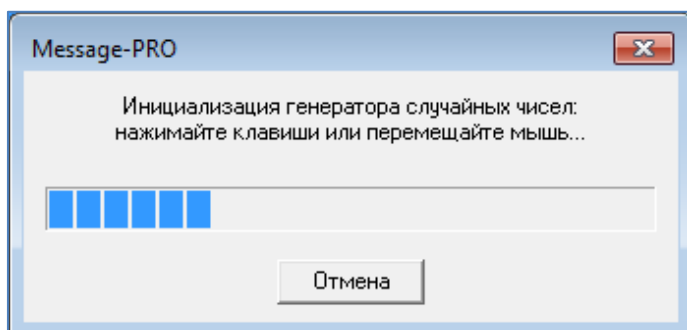 Message-PRO
Инициализация генератора случайных чисел:
нажимайте клавиши или перемещайте мышь...
Отмена